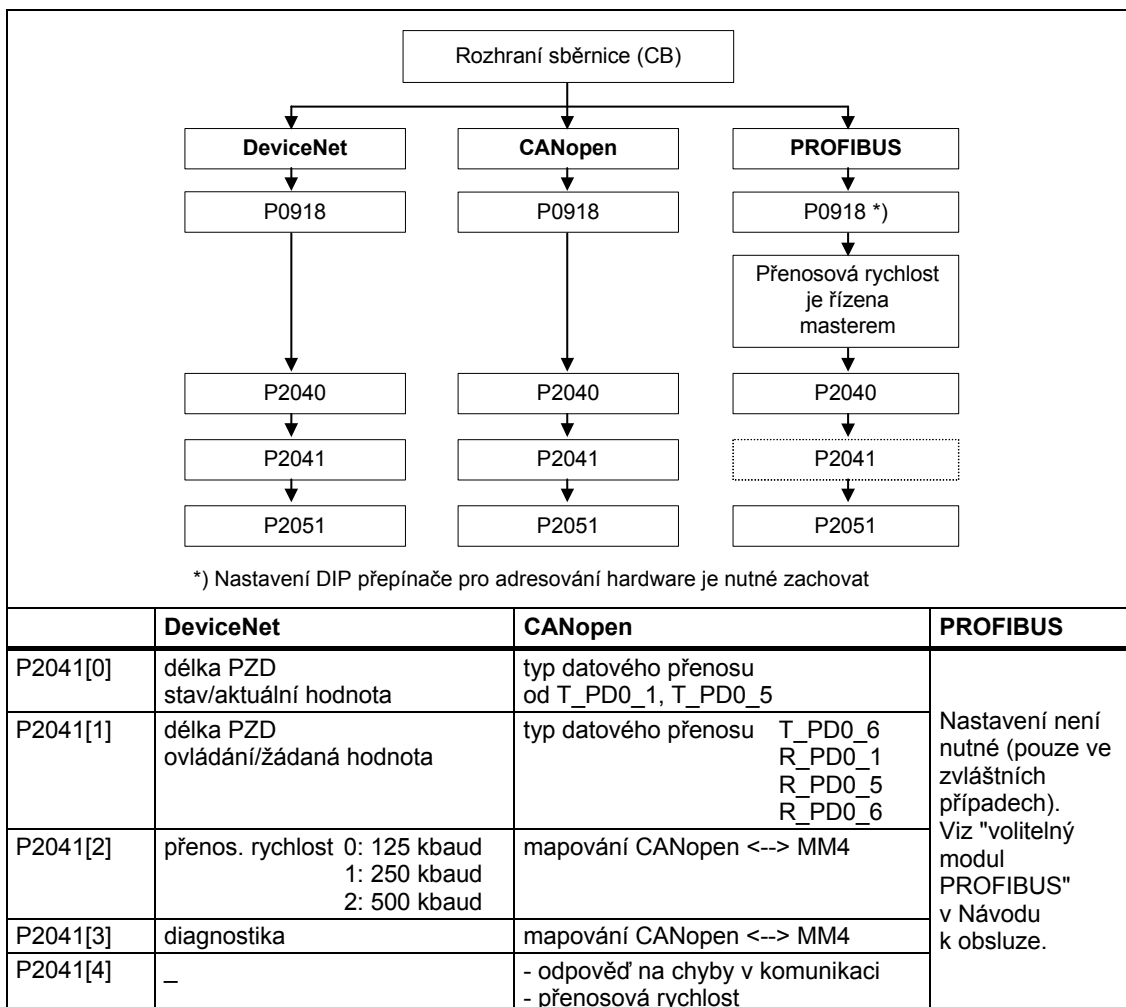 Rozhraní sběrnice (CB)
DeviceNet CANopen PROFIBUS
P0918 P0918 P0918 *)
Přenosová rychlost
je řízena
masterem
P2040 P2040 P2040
P2041 P2041 P2041
P2051 P2051 P2051
*) Nastavení DIP přepínače pro adresování hardware je nutné zachovat
DeviceNet CANopen PROFIBUS
P2041[0] délka PZD typ datového přenosu
stav/aktuální hodnota od T_PD0_1, T_PD0_5
P2041[1] délka PZD typ datového přenosu T_PD0_6
ovládání/žádaná hodnota R_PD0_1
R_PD0_5
R_PD0_6
P2041[2] přenos. rychlost 0: 125 kbaud mapování CANopen <--> MM4
1: 250 kbaud
2: 500 kbaud
P2041[3] diagnostika mapování CANopen <--> MM4
P2041[4] _ - odpověď na chyby v komunikaci
- přenosová rychlost
Nastavení není
nutné (pouze ve
zvláštních
případech).
Viz "volitelný
modul
PROFIBUS"
v Návodu
k obsluze.